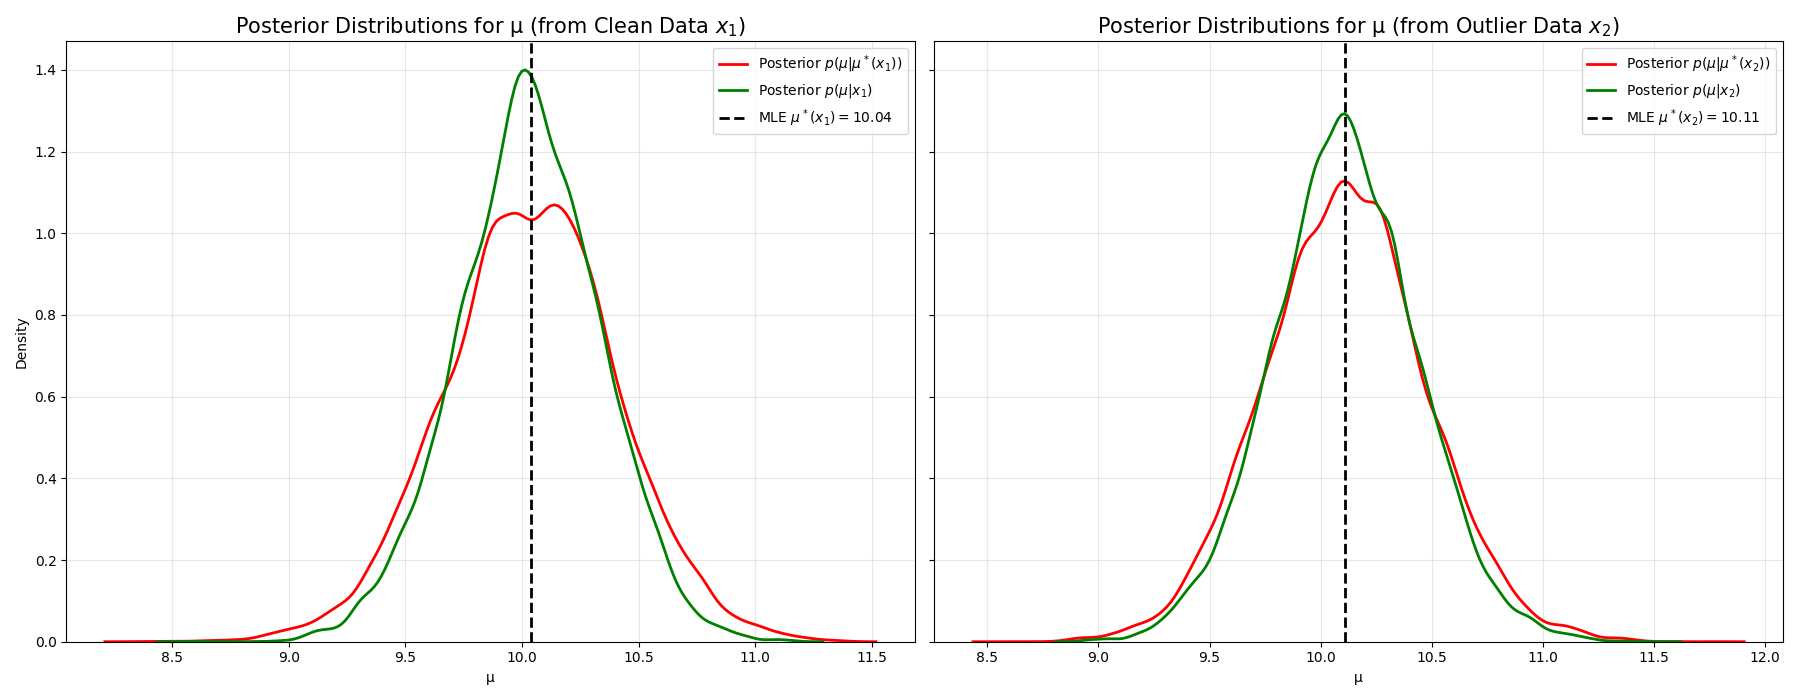 Posterior Distributions for μ (from Clean Data x₁)
Posterior p(μ|μ*(x₁))
Posterior p(μ|x₁)
MLE μ*(x₁) = 10.04
Density
1.4
1.2
1.0
0.8
0.6
0.4
0.2
0.0
8.5 9.0 9.5 10.0 10.5 11.0 11.5
μ
Posterior Distributions for μ (from Outlier Data x₂)
Posterior p(μ|μ*(x₂))
Posterior p(μ|x₂)
MLE μ*(x₂) = 10.11
8.5 9.0 9.5 10.0 10.5 11.0 11.5 12.0
μ